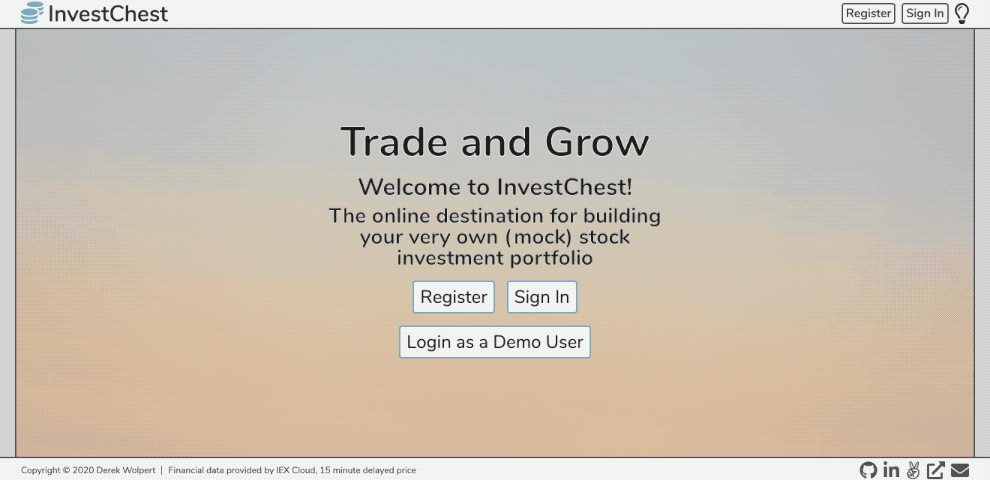 InvestChest
Register Sign In
Trade and Grow
Welcome to InvestChest!
The online destination for building
your very own (mock) stock
investment portfolio
Register Sign In
Login as a Demo User
Copyright © 2020 Derek Wolpert | Financial data provided by IEX Cloud, 15 minute delayed price